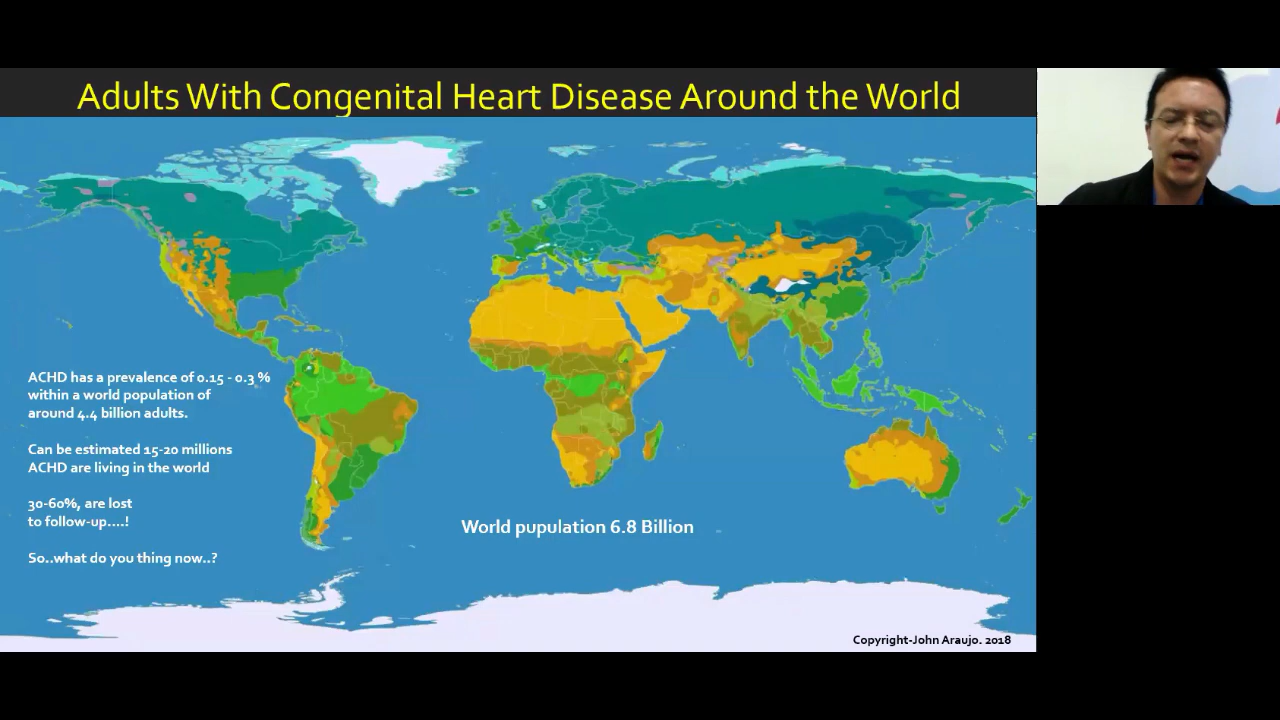 Adults With Congenital Heart Disease Around the World
ACHD has a prevalence of 0.15 - 0.3 %
within a world population of
around 4.4 billion adults.
Can be estimated 15-20 millions
ACHD are living in the world
30-60%, are lost
to follow-up....!
So..what do you thing now..?
World pupulation 6.8 Billion
Copyright-John Araujo. 2018